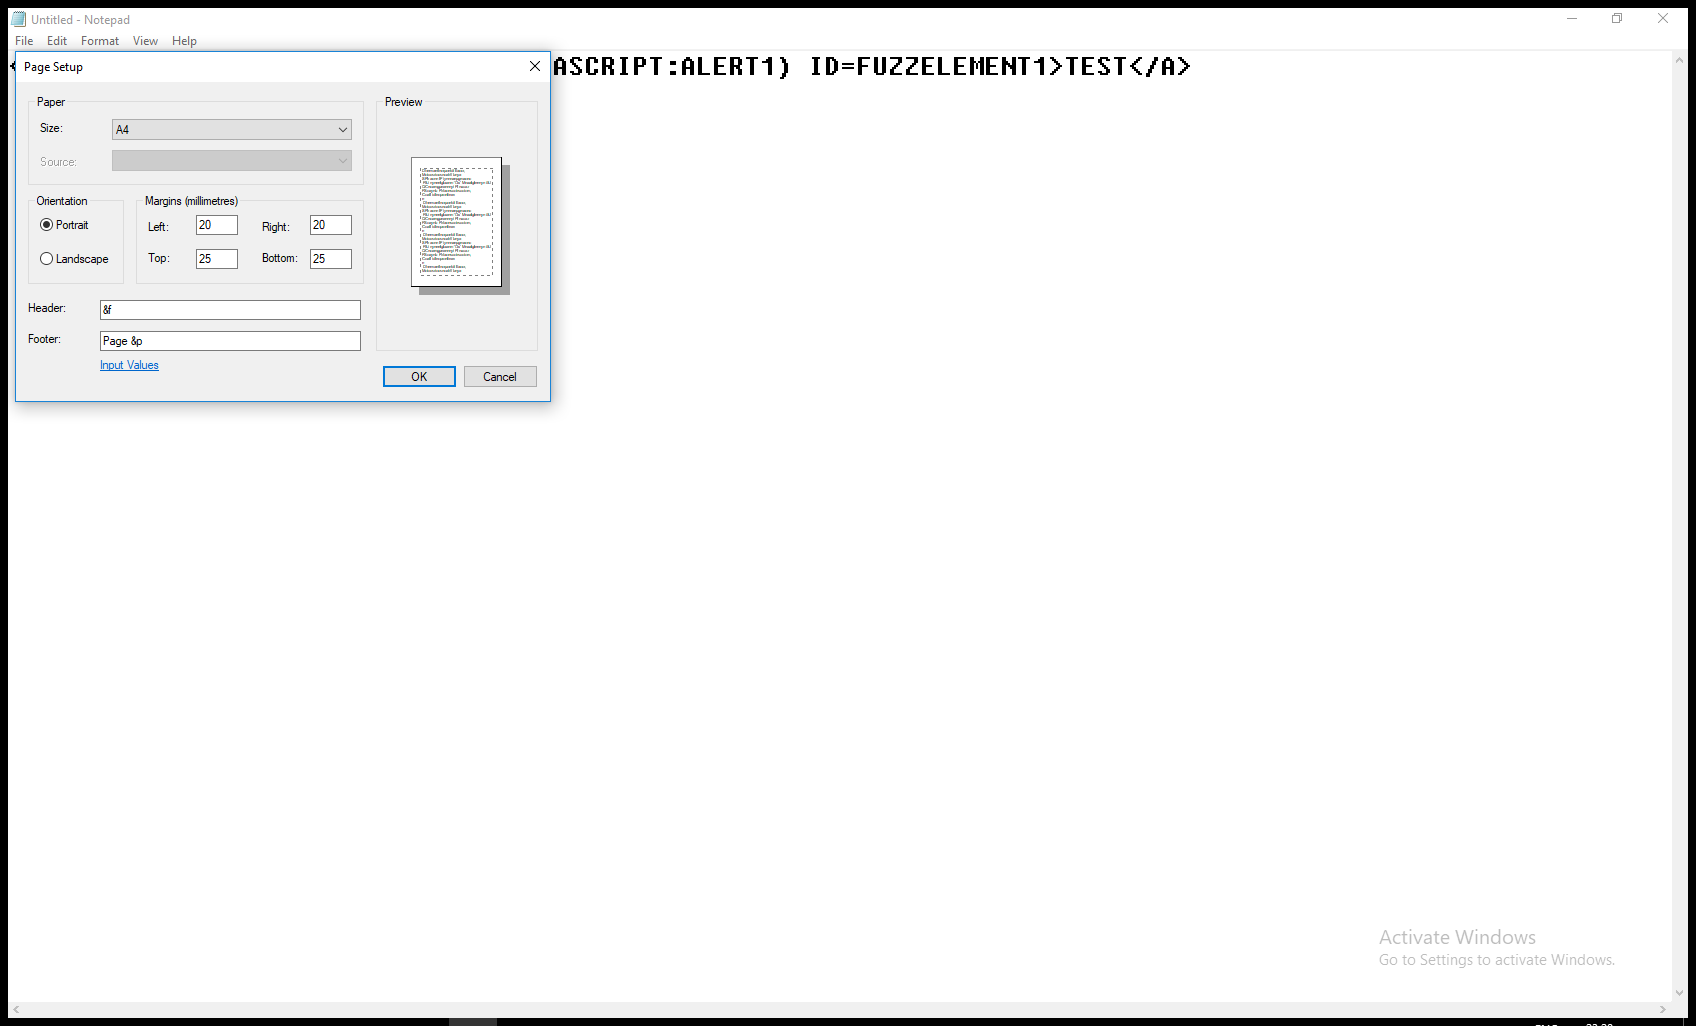 Untitled - Notepad
File Edit Format View Help
ASCRIPT:ALERT1) ID=FUZZELEMENT1>TEST</A>
Page Setup
Paper
Size: A4
Source:
Orientation
Portrait
Landscape
Margins (millimetres)
Left: 20 Right: 20
Top: 25 Bottom: 25
Header: &f
Footer: Page &p
Input Values
Preview
OK Cancel
Activate Windows
Go to Settings to activate Windows.